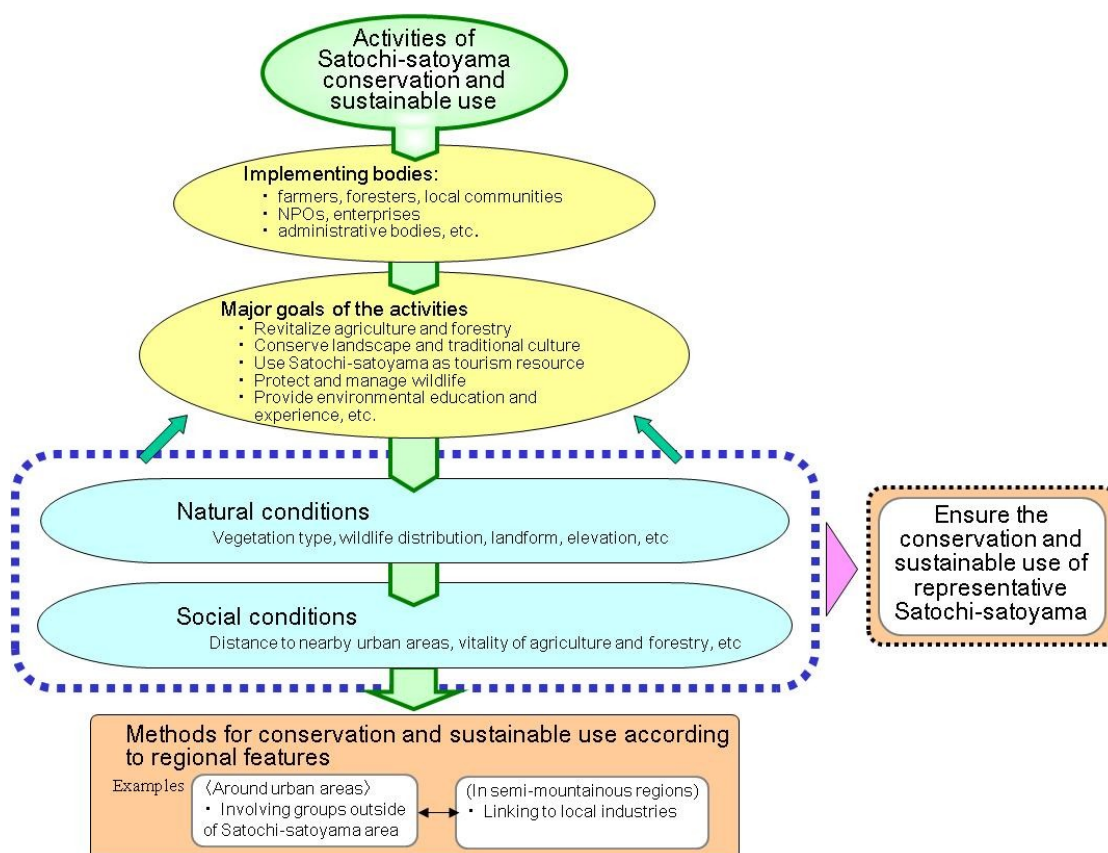 Activities of
Satochi-satoyama
conservation and
sustainable use
Implementing bodies:
・ farmers, foresters, local communities
・ NPOs, enterprises
・ administrative bodies, etc.
Major goals of the activities
・ Revitalize agriculture and forestry
・ Conserve landscape and traditional culture
・ Use Satochi-satoyama as tourism resource
・ Protect and manage wildlife
・ Provide environmental education and
experience, etc.
Natural conditions
Vegetation type, wildlife distribution, landform, elevation, etc
Social conditions
Distance to nearby urban areas, vitality of agriculture and forestry, etc
Ensure the
conservation and
sustainable use of
representative
Satochi-satoyama
Methods for conservation and sustainable use according
to regional features
Examples
〈Around urban areas〉
・ Involving groups outside
of Satochi-satoyama area
(In semi-mountainous regions)
・ Linking to local industries